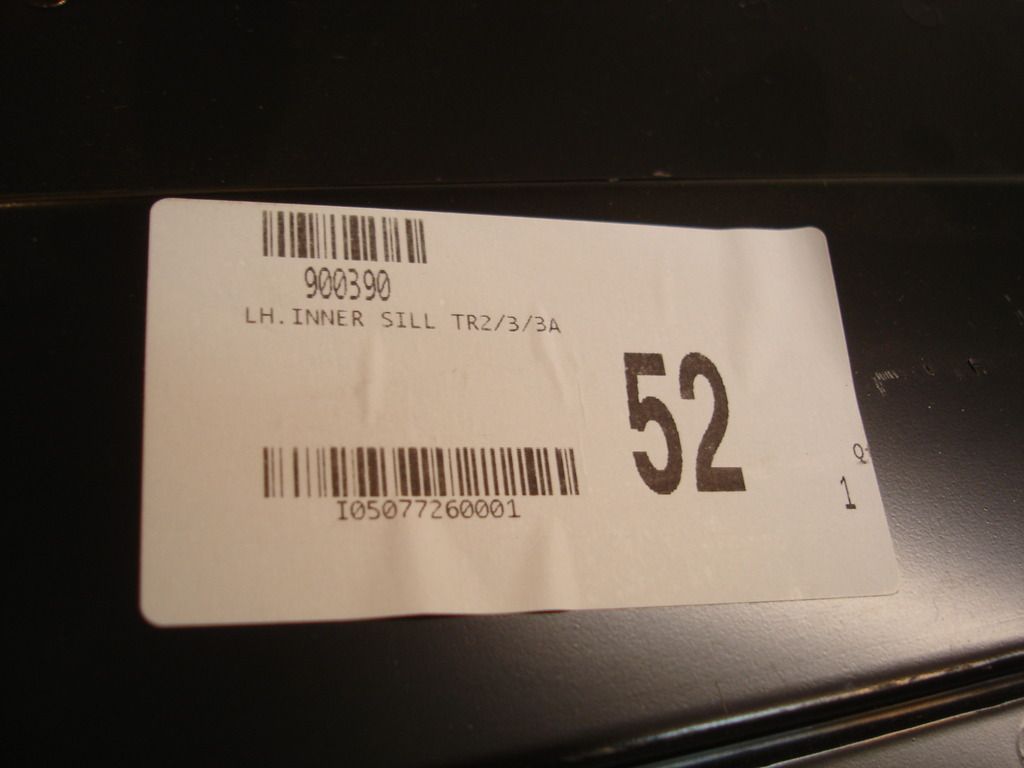 900390
LH.INNER SILL TR2/3/3A
52
Q
1
I05077260001